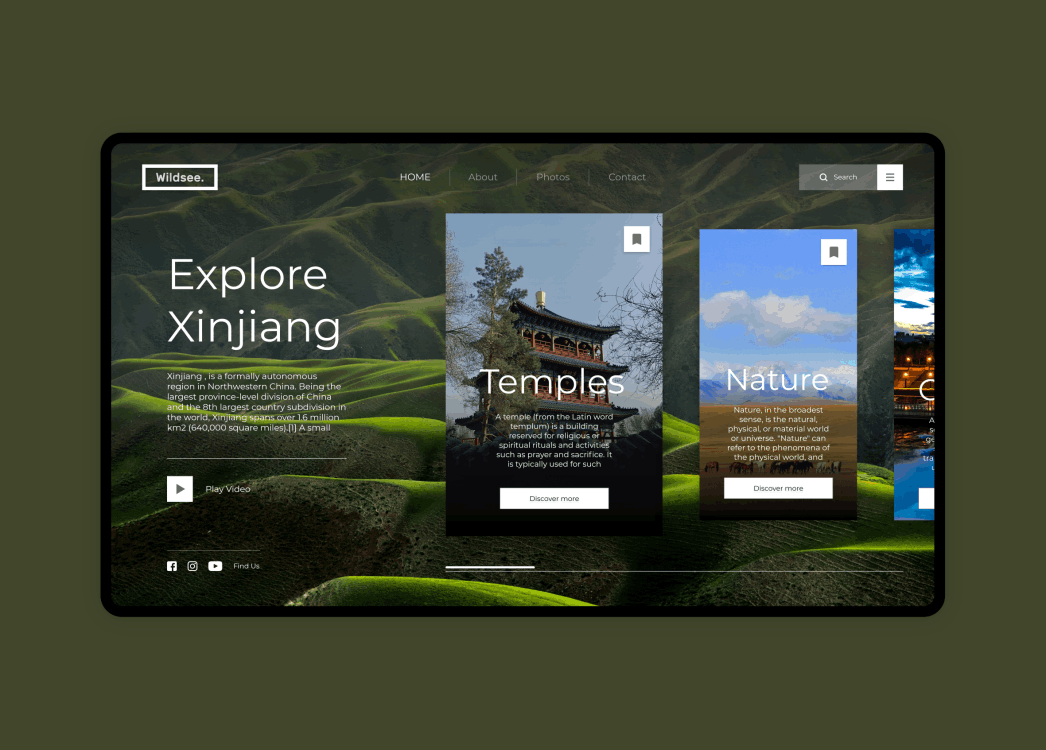 Wildsee.
HOME
About
Photos
Contact
Search
Explore
Xinjiang
Xinjiang , is a formally autonomous
region in Northwestern China. Being the
largest province-level division of China
and the 8th largest country subdivision in
the world, Xinjiang spans over 1.6 million
km2 (640,000 square miles).[1] A small
Play Video
Find Us
Temples
A temple (from the Latin word
templum) is a building
reserved for religious or
spiritual rituals and activities
such as prayer and sacrifice. It
is typically used for such
Discover more
Nature
Nature, in the broadest
sense, is the natural,
physical, or material world
or universe. "Nature" can
refer to the phenomena of
the physical world, and
Discover more